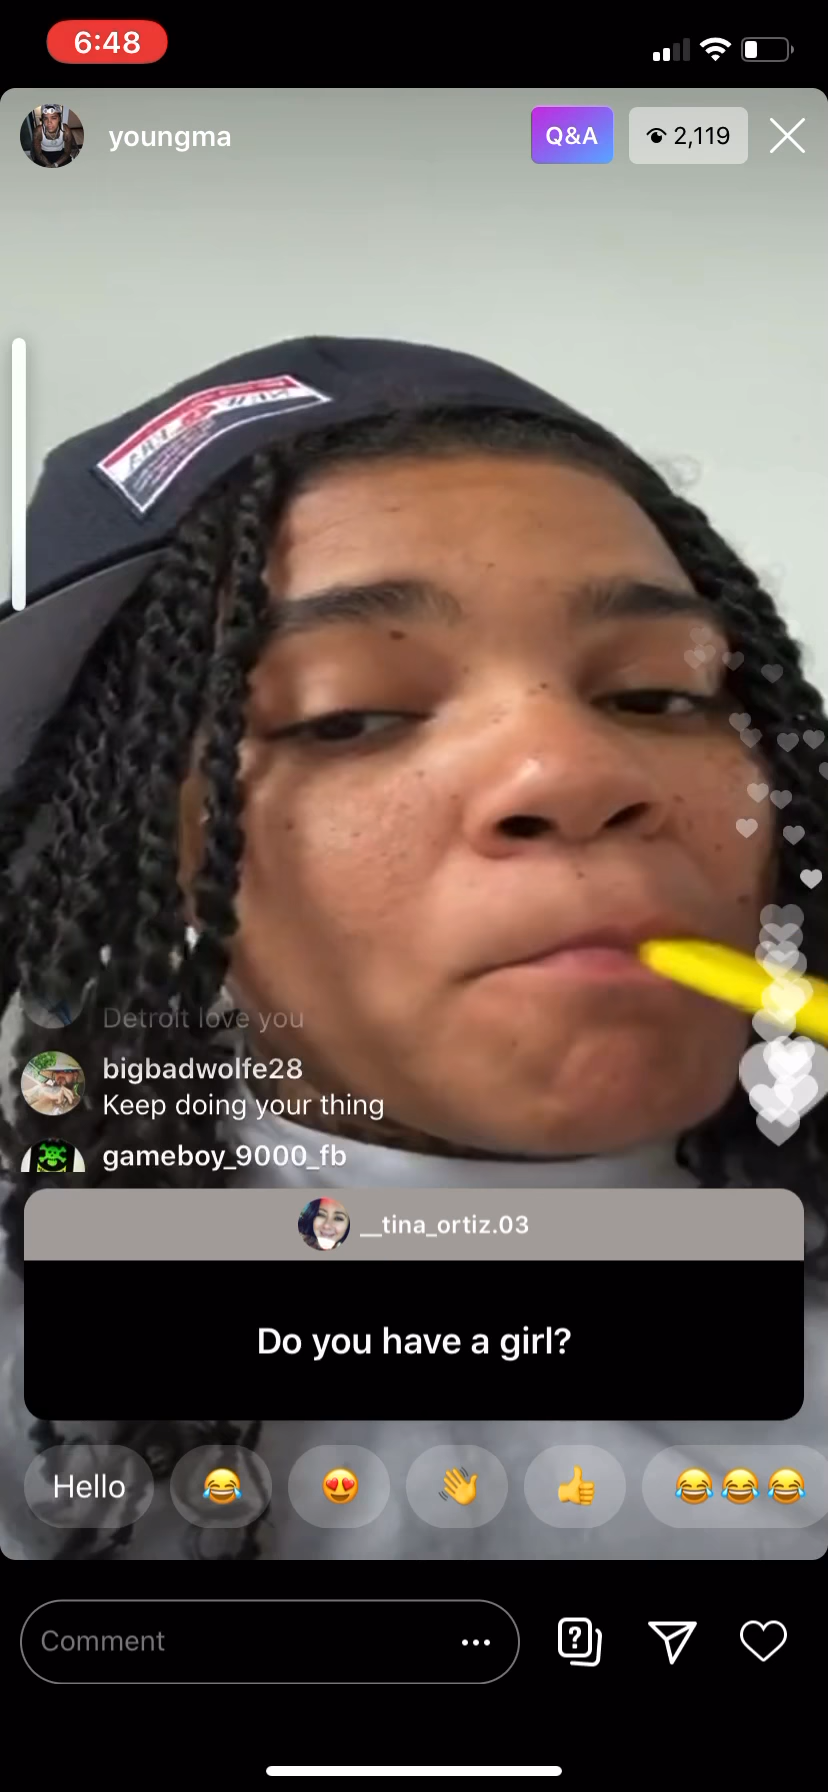 6:48
youngma
Q&A
2,119
Detroit love you
bigbadwolfe28
Keep doing your thing
gameboy_9000_fb
__tina_ortiz.03
Do you have a girl?
Hello
Comment